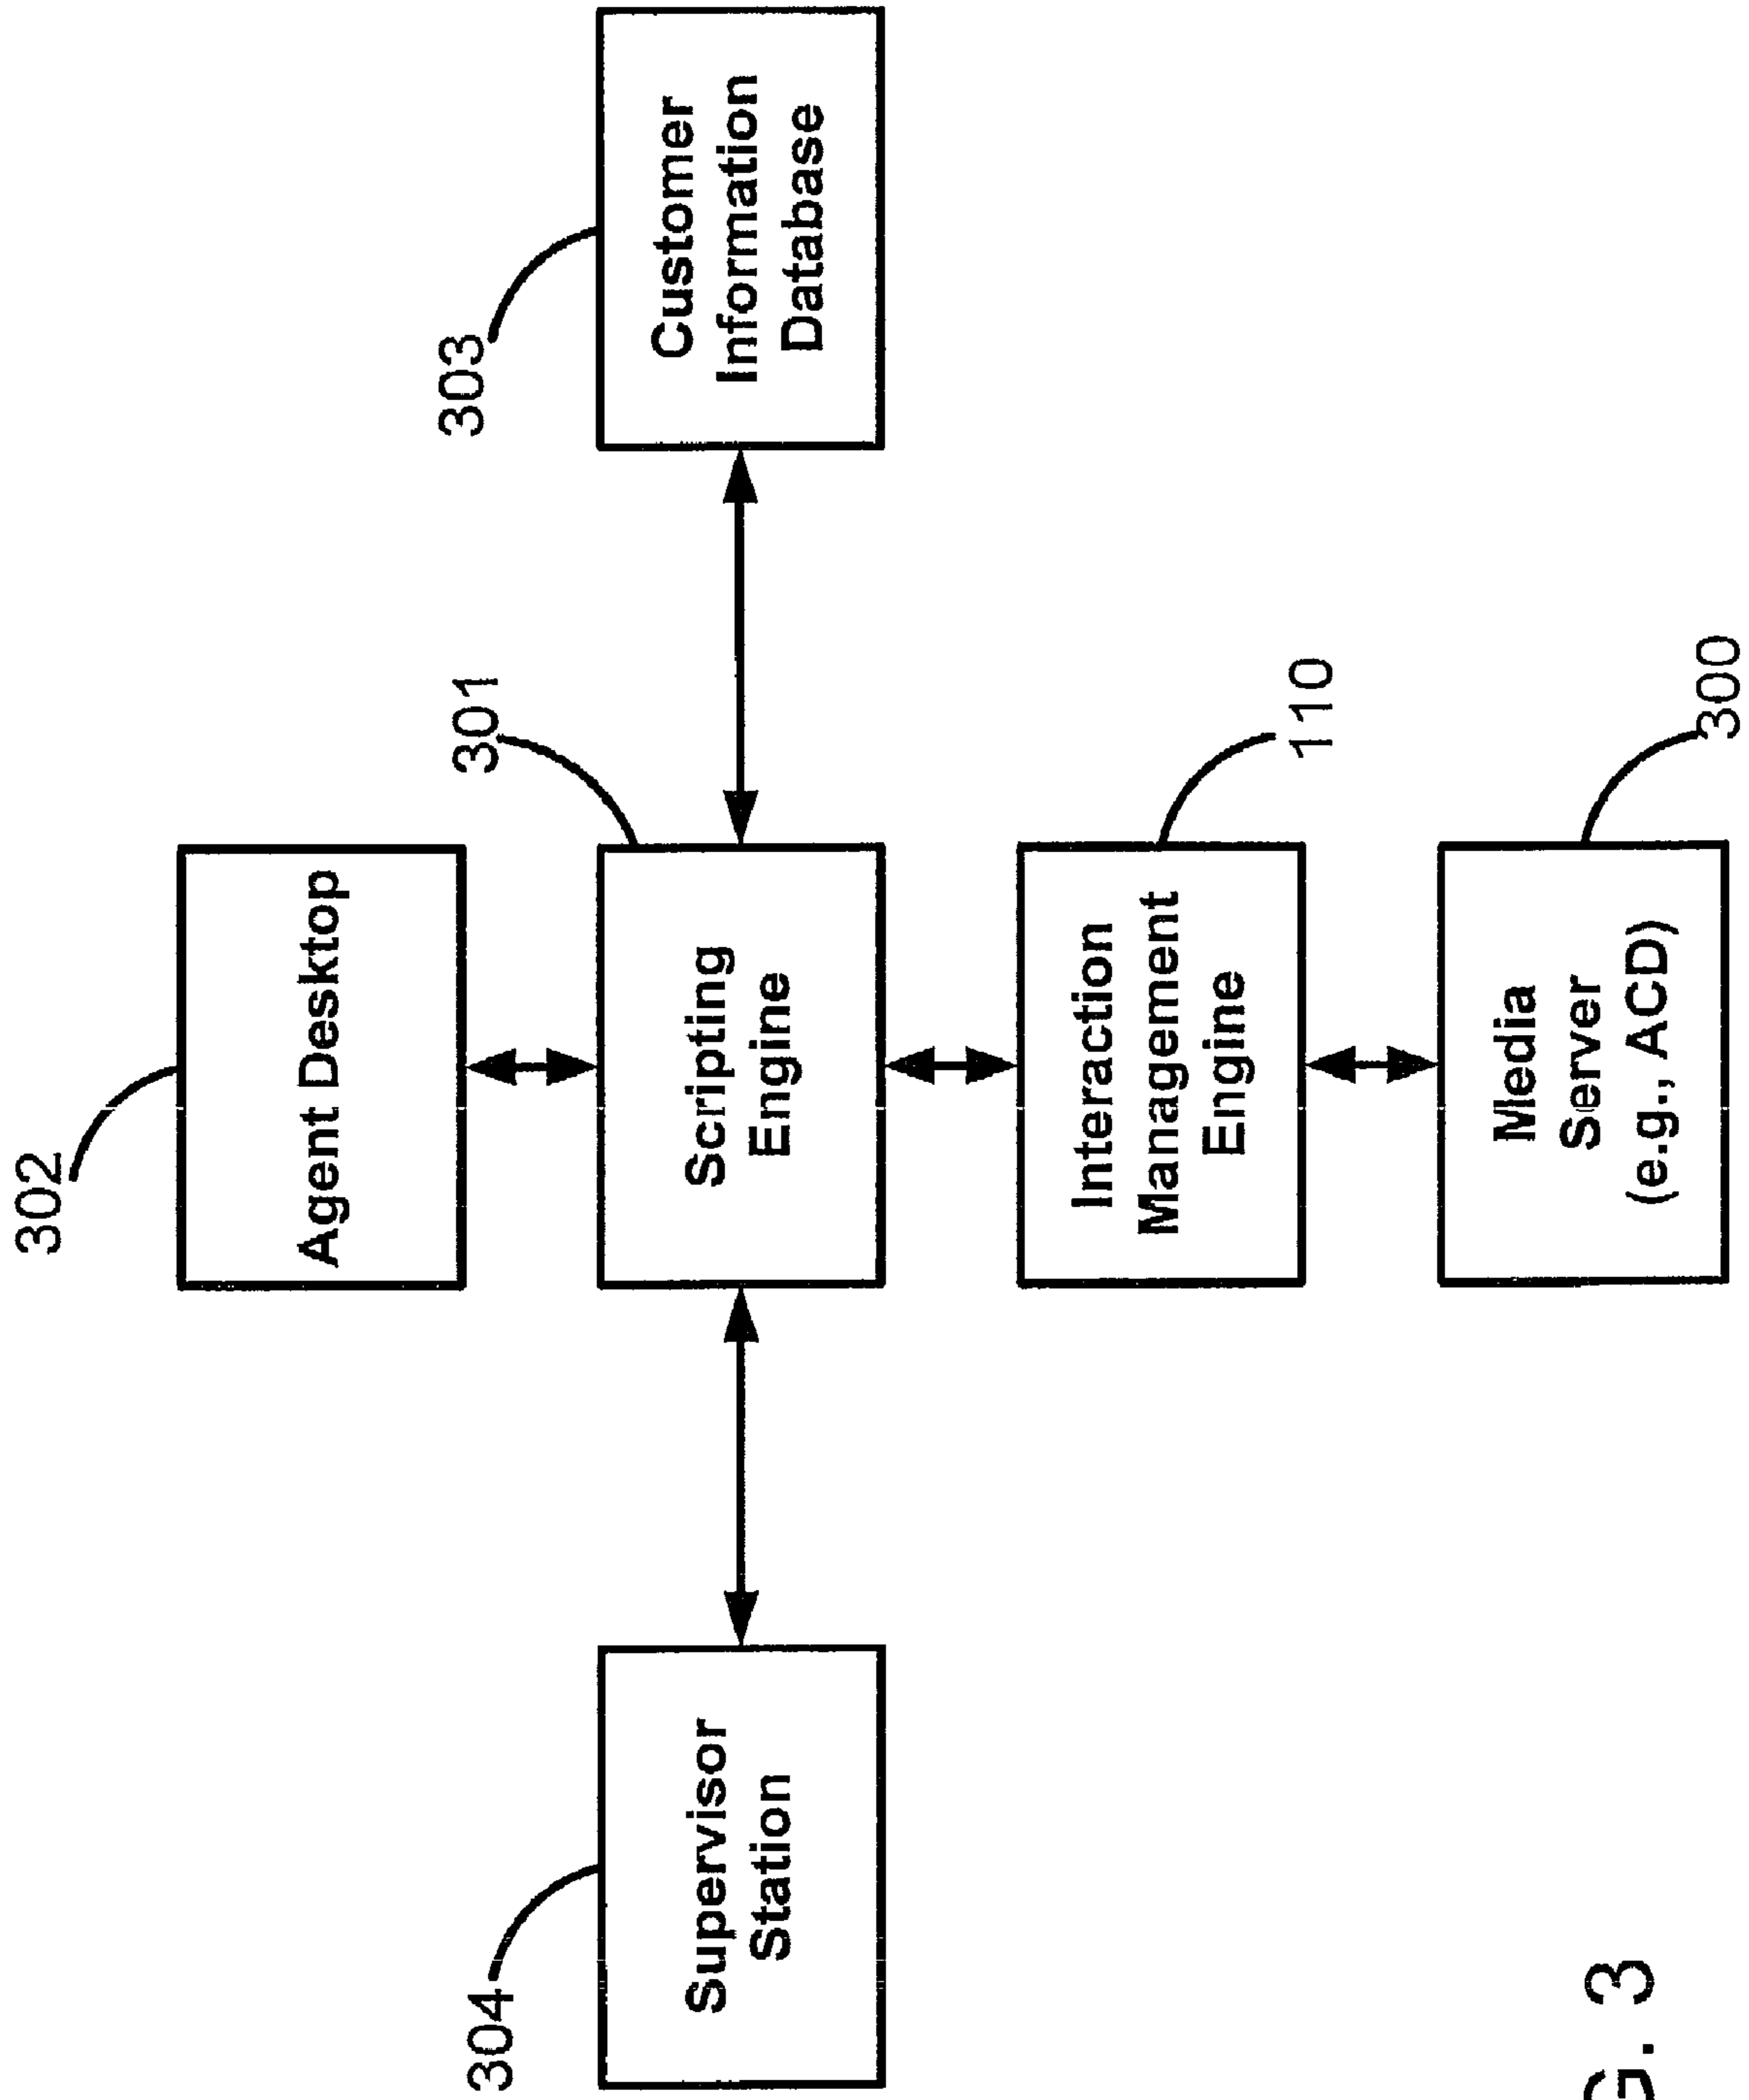 302
Agent Desktop
304
301
303
Supervisor
Station
Scripting
Engine
Customer
Information
Database
110
Interaction
Management
Engine
300
Media
Server
(e.g., ACD)
G. 3